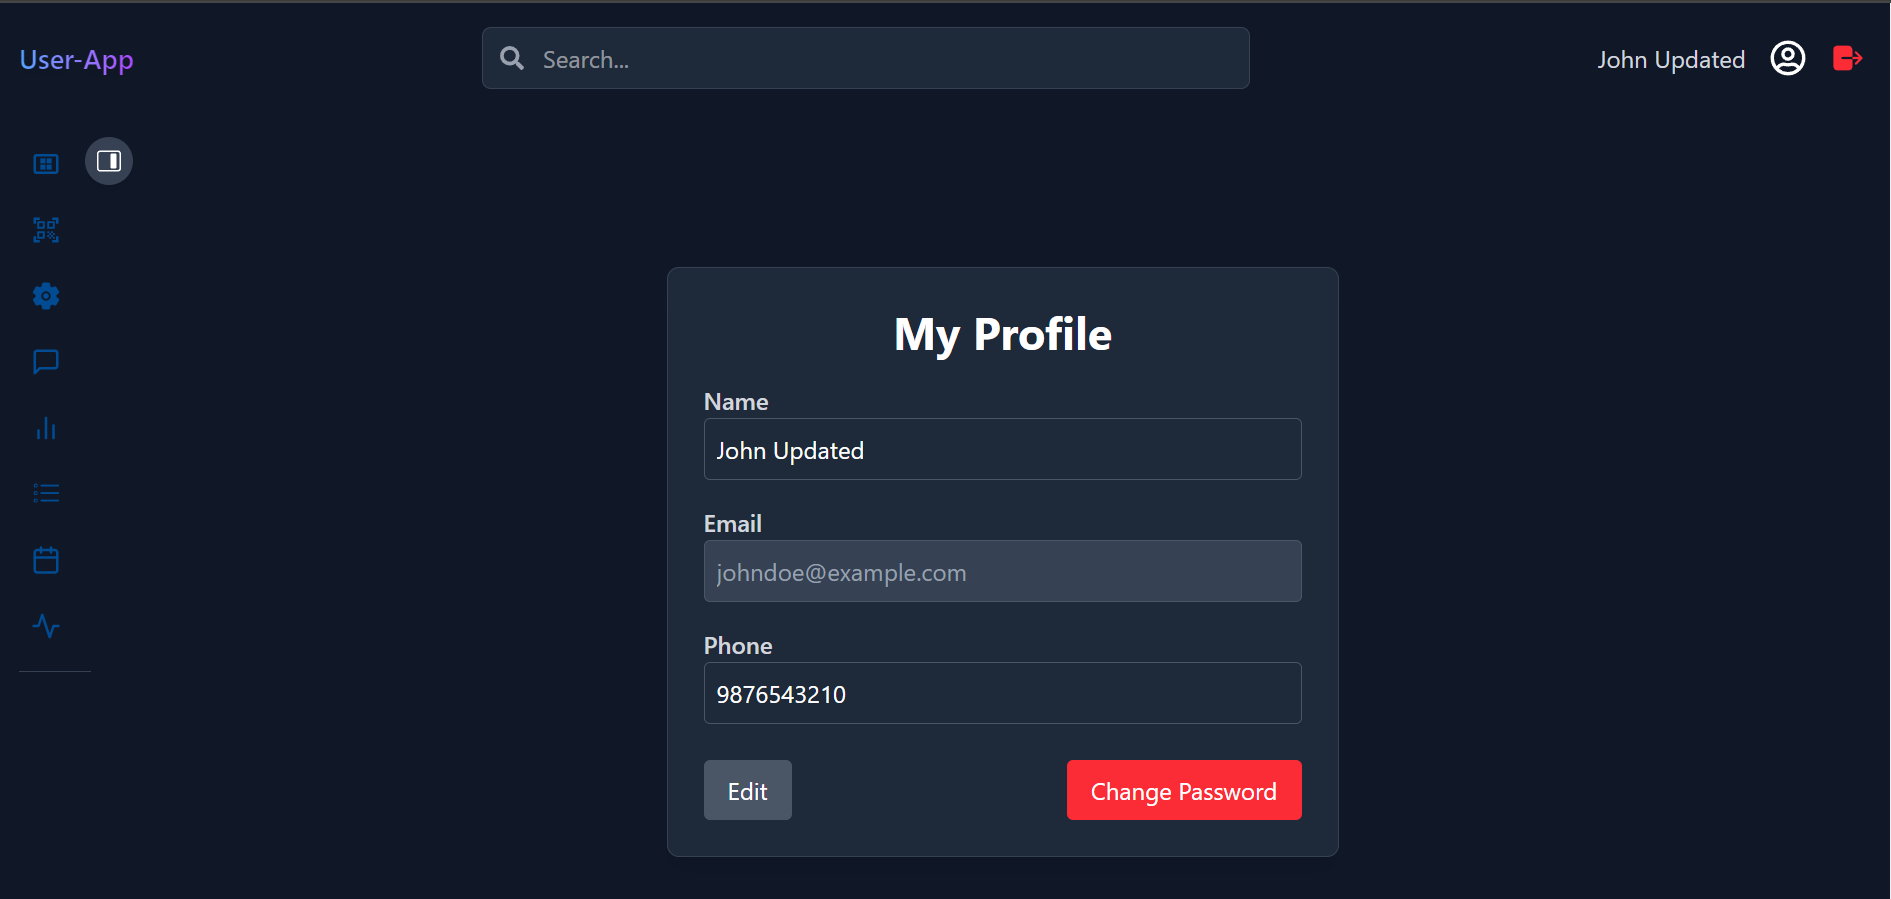 User-App
Search...
John Updated
My Profile
Name
John Updated
Email
johndoe@example.com
Phone
9876543210
Edit
Change Password